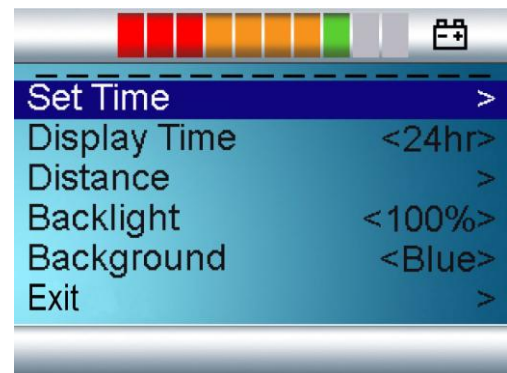 Set Time >
Display Time <24hr>
Distance >
Backlight <100%>
Background <Blue>
Exit >